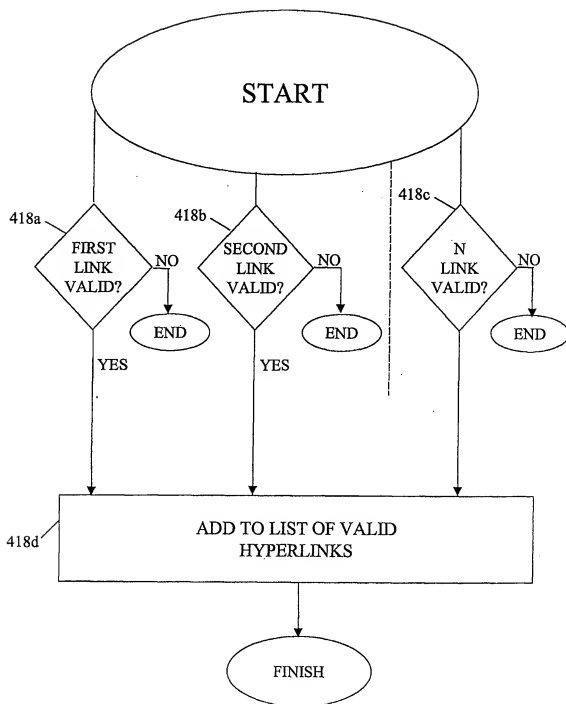 START
418a
418b
418c
FIRST
LINK
VALID?
NO
SECOND
LINK
VALID?
NO
N
LINK
VALID?
NO
END
END
END
YES
YES
418d
ADD TO LIST OF VALID
HYPERLINKS
FINISH